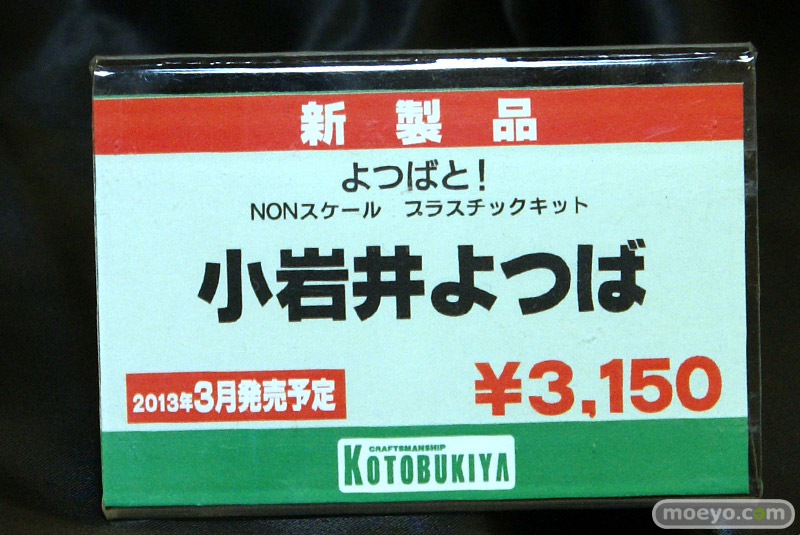 新製品
よつばと!
NONスケール プラスチックキット
小岩井よつば
2013年3月発売予定
¥3,150
CRAFTSMANSHIP
KOTOBUKIYA
moeyo.com